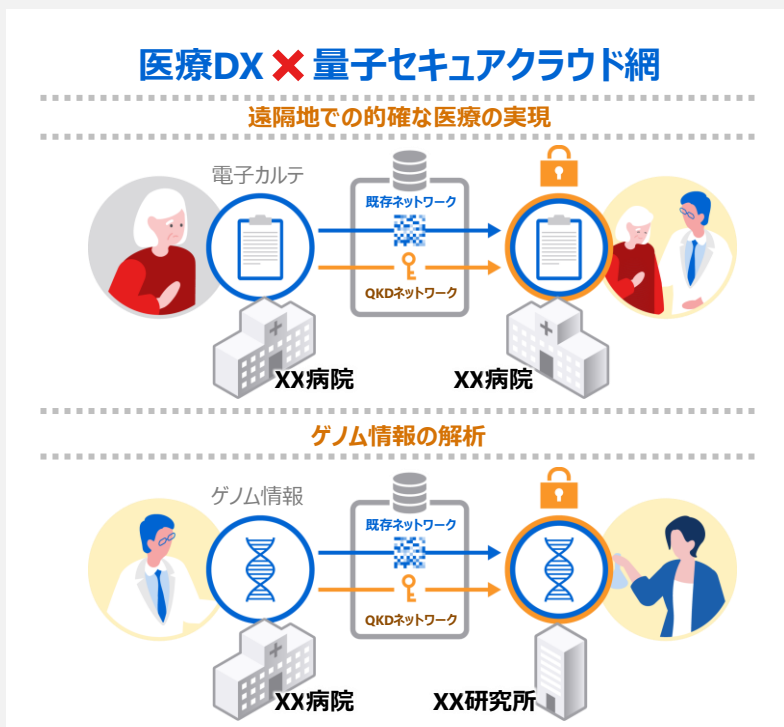 医療DX×量子セキュアクラウド網
遠隔地での的確な医療の実現
電子カルテ
既存ネットワーク
QKDネットワーク
XX病院
XX病院
ゲノム情報の解析
ゲノム情報
既存ネットワーク
QKDネットワーク
XX病院
XX研究所